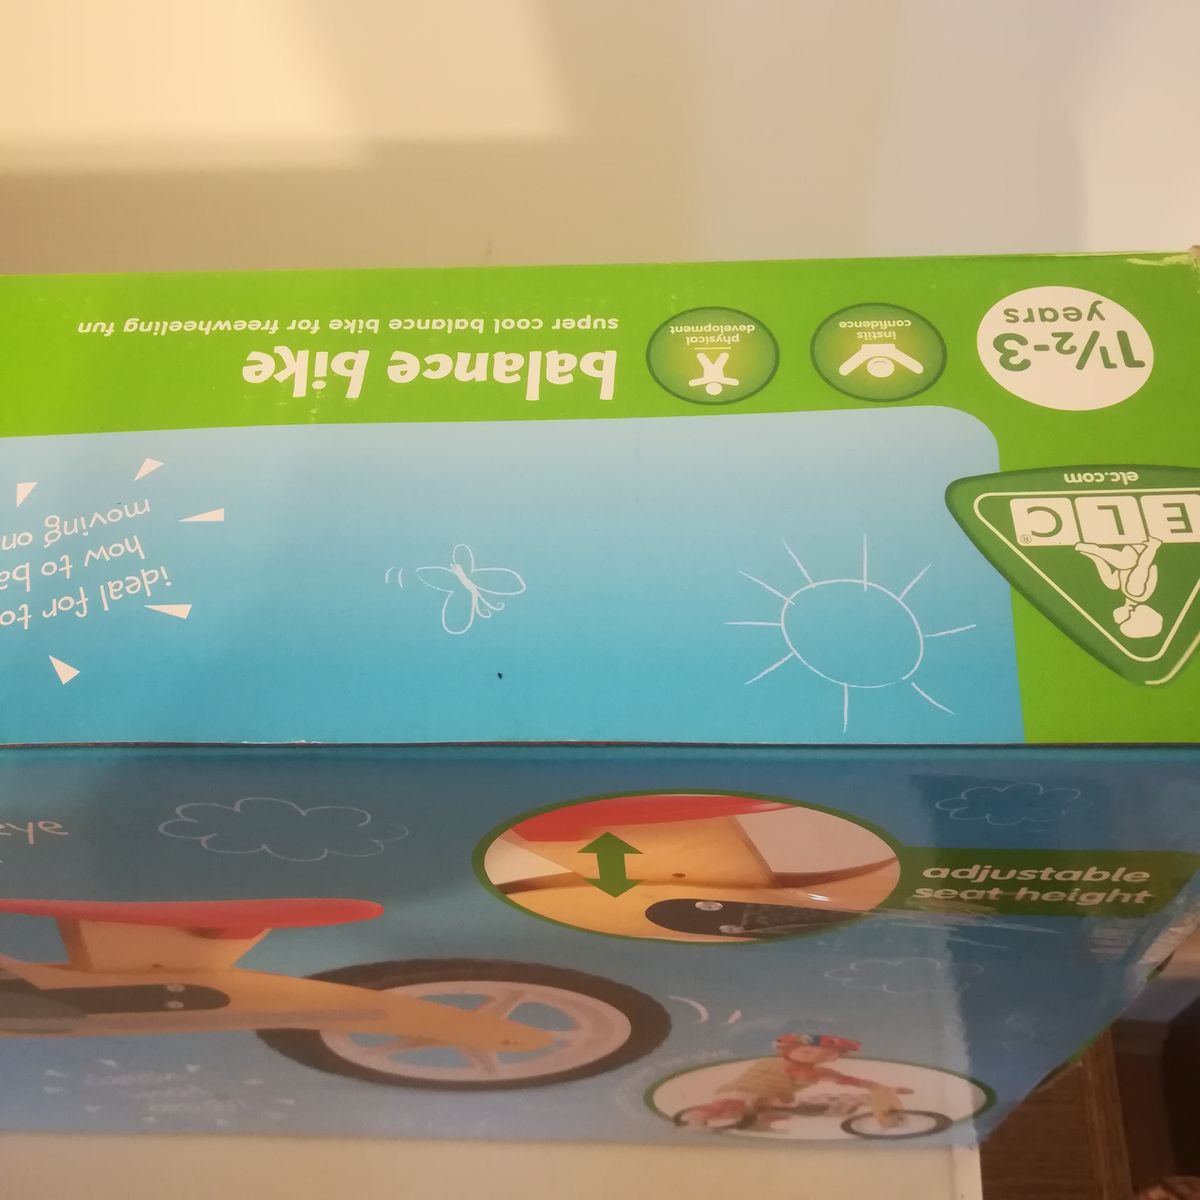 1½-3
years
instils
confidence
physical
development
balance bike
super cool balance bike for freewheeling fun
ELC®
elc.com
ideal for to
how to ba
moving on
adjustable
seat height